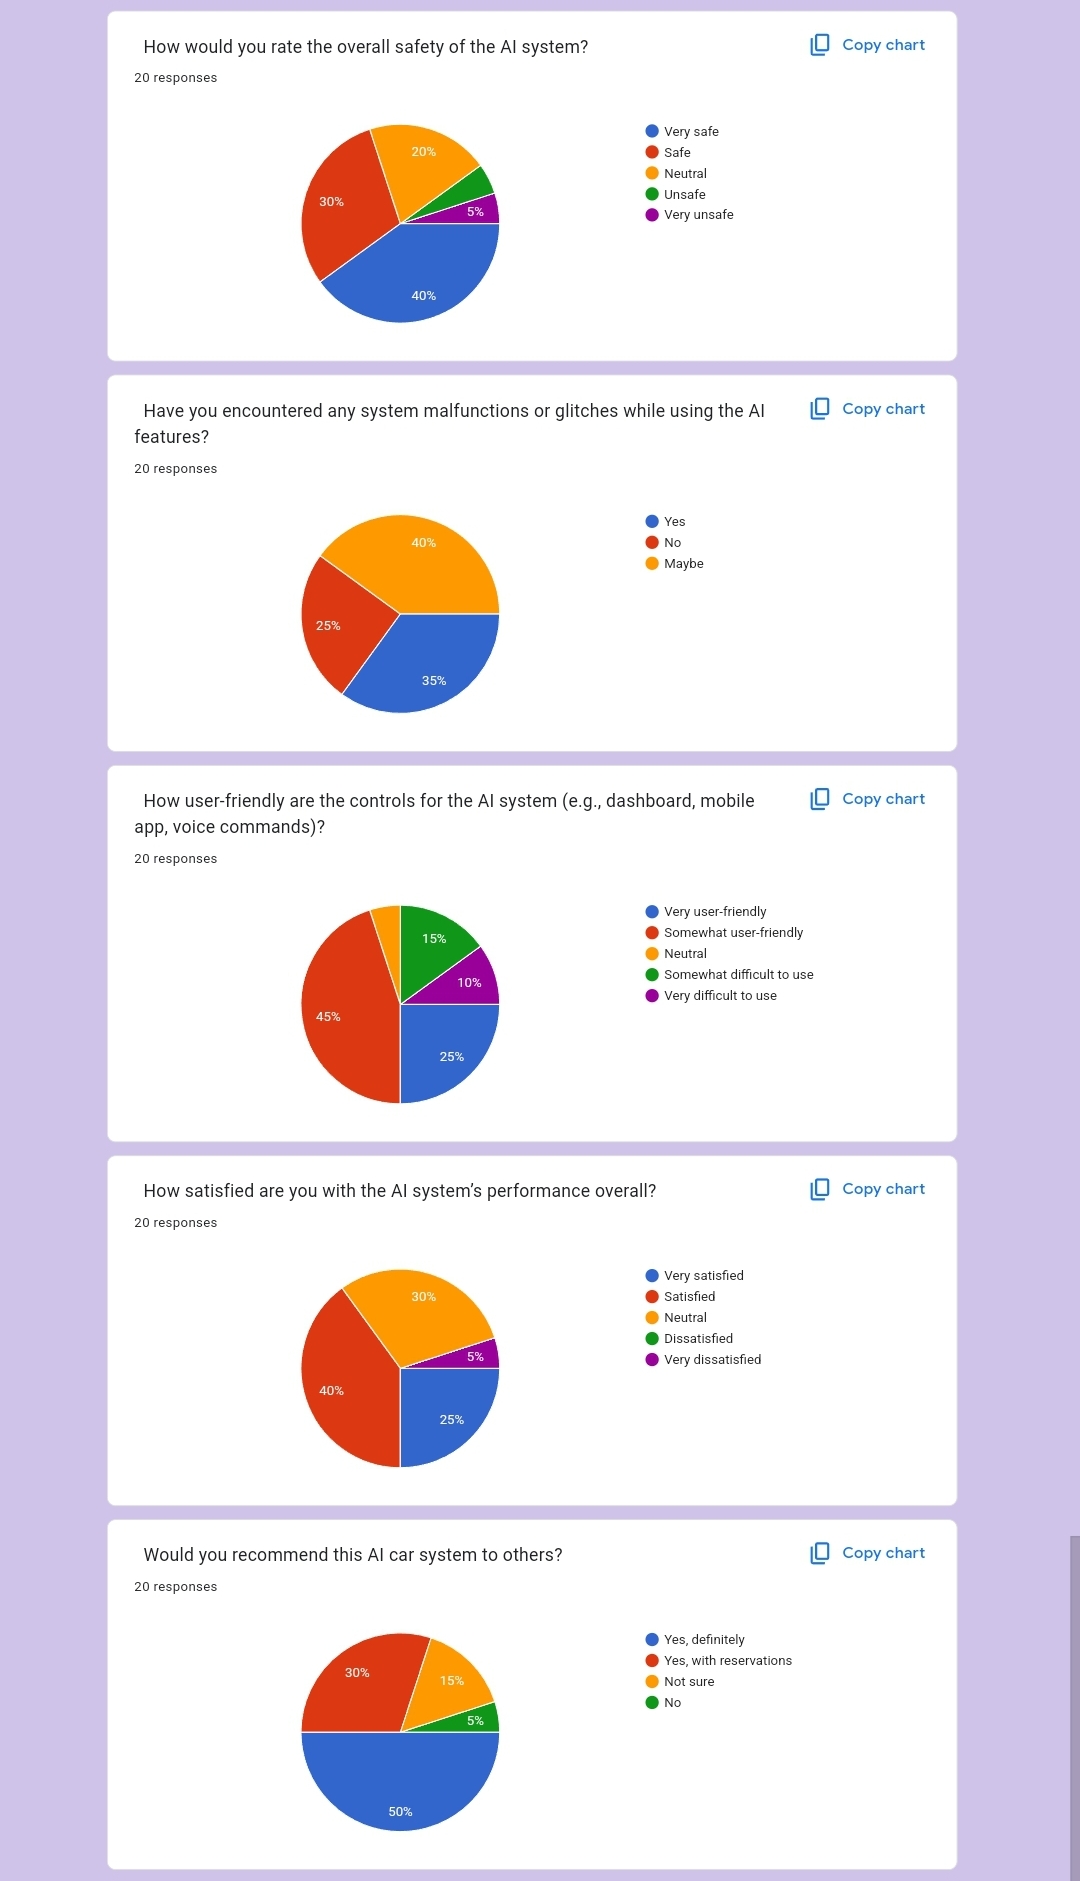 How would you rate the overall safety of the AI system?
Copy chart
20 responses
20%
30%
5%
40%
Very safe
Safe
Neutral
Unsafe
Very unsafe
Have you encountered any system malfunctions or glitches while using the AI
features?
Copy chart
20 responses
40%
25%
35%
Yes
No
Maybe
How user-friendly are the controls for the AI system (e.g., dashboard, mobile
app, voice commands)?
Copy chart
20 responses
15%
10%
45%
25%
Very user-friendly
Somewhat user-friendly
Neutral
Somewhat difficult to use
Very difficult to use
How satisfied are you with the AI system’s performance overall?
Copy chart
20 responses
30%
5%
40%
25%
Very satisfied
Satisfied
Neutral
Dissatisfied
Very dissatisfied
Would you recommend this AI car system to others?
Copy chart
20 responses
30%
15%
5%
50%
Yes, definitely
Yes, with reservations
Not sure
No